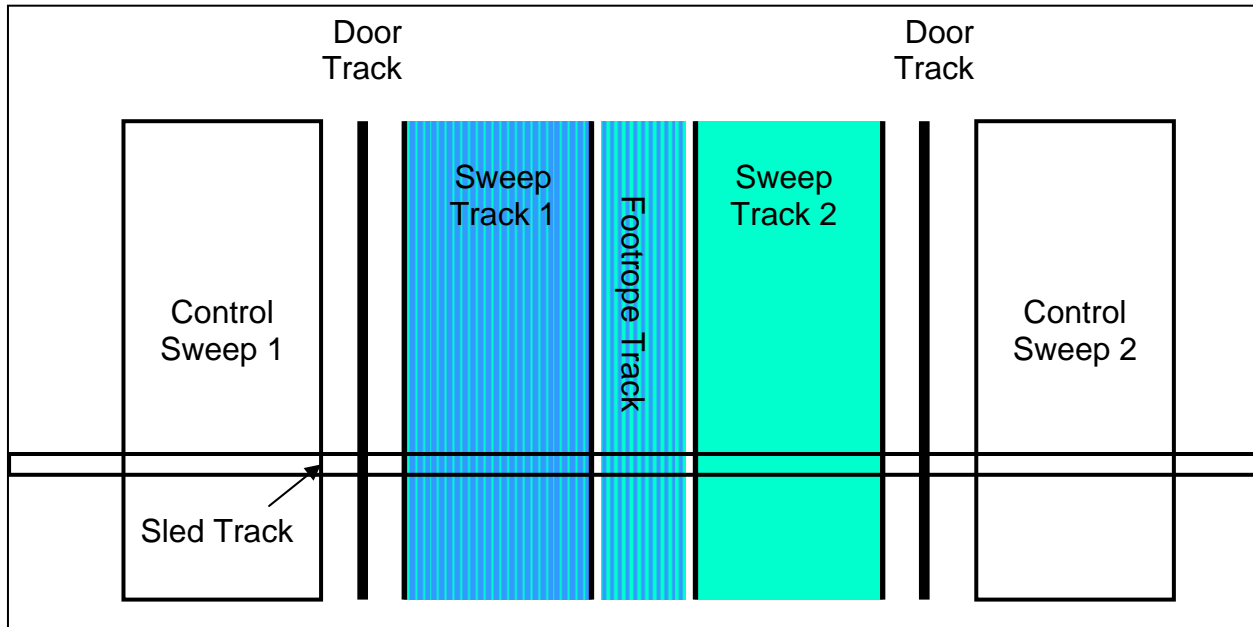 Door
Track
Door
Track
Sweep
Track 1
Footrope Track
Sweep
Track 2
Control
Sweep 1
Control
Sweep 2
Sled Track